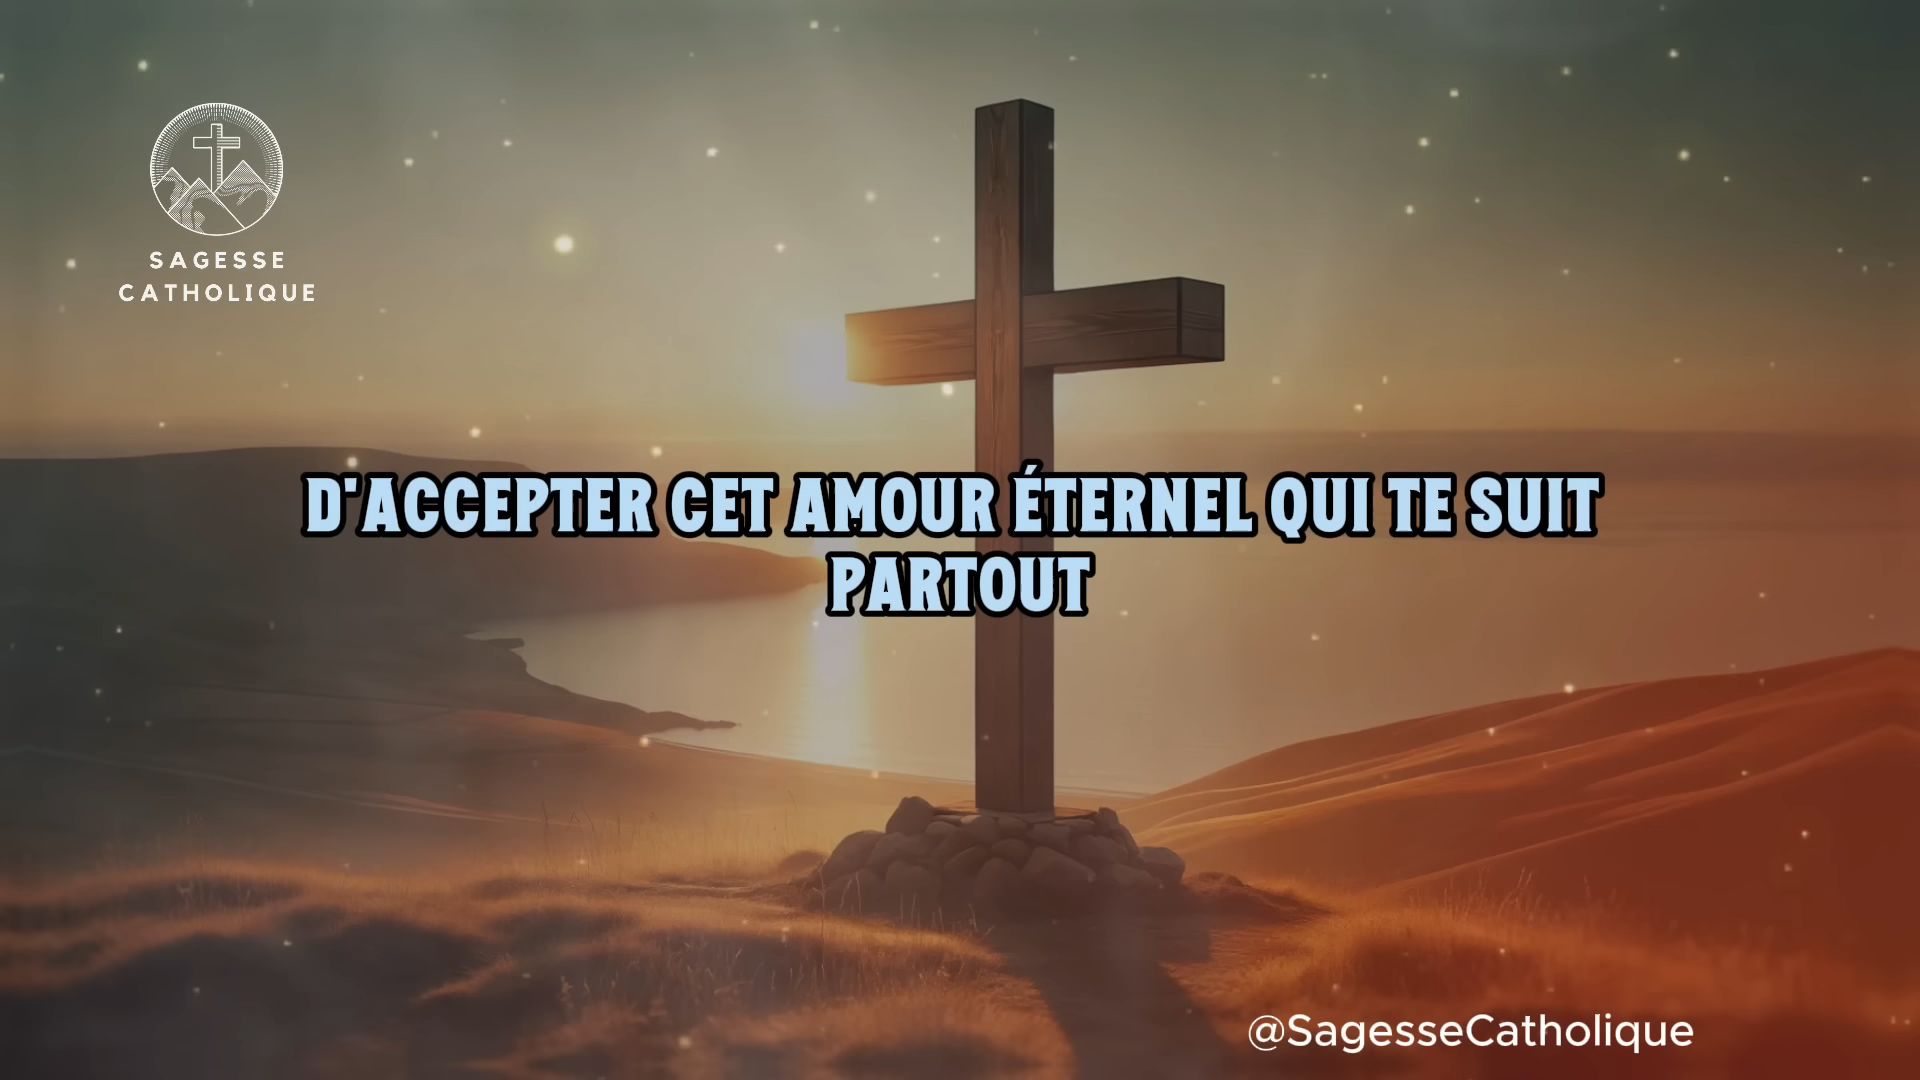 SAGESSE
CATHOLIQUE
D'ACCEPTER CET AMOUR ÉTERNEL QUI TE SUIT
PARTOUT
@SagesseCatholique